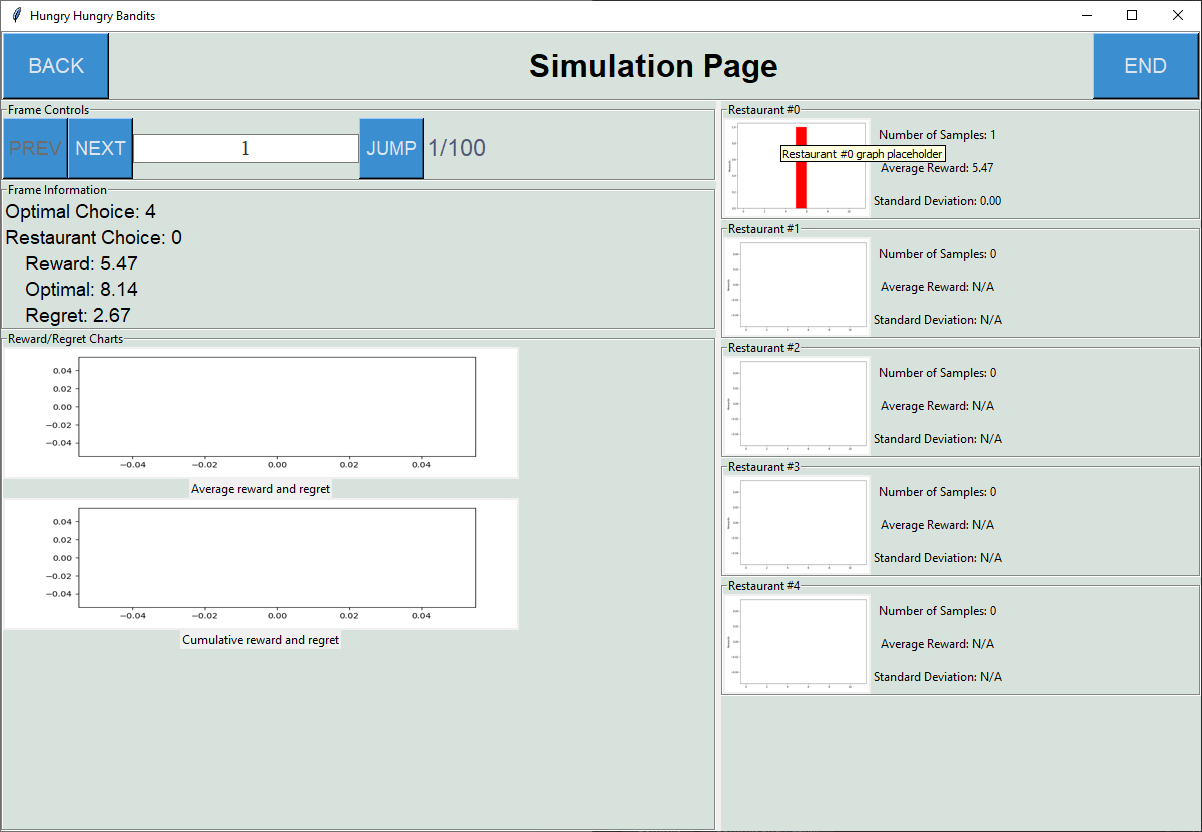 Hungry Hungry Bandits
BACK
Simulation Page
END
Frame Controls
PREV NEXT 1 JUMP 1/100
Frame Information
Optimal Choice: 4
Restaurant Choice: 0
Reward: 5.47
Optimal: 8.14
Regret: 2.67
Reward/Regret Charts
0.04
0.02
0.00
−0.02
−0.04
−0.04 −0.02 0.00 0.02 0.04
Average reward and regret
0.04
0.02
0.00
−0.02
−0.04
−0.04 −0.02 0.00 0.02 0.04
Cumulative reward and regret
Restaurant #0
Number of Samples: 1
Restaurant #0 graph placeholder
Average Reward: 5.47
Standard Deviation: 0.00
Restaurant #1
Number of Samples: 0
Average Reward: N/A
Standard Deviation: N/A
Restaurant #2
Number of Samples: 0
Average Reward: N/A
Standard Deviation: N/A
Restaurant #3
Number of Samples: 0
Average Reward: N/A
Standard Deviation: N/A
Restaurant #4
Number of Samples: 0
Average Reward: N/A
Standard Deviation: N/A